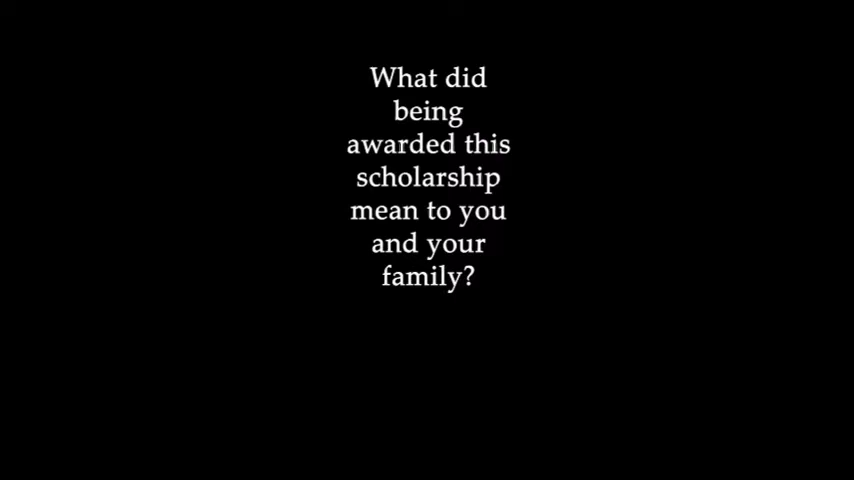 What did
being
awarded this
scholarship
mean to you
and your
family?